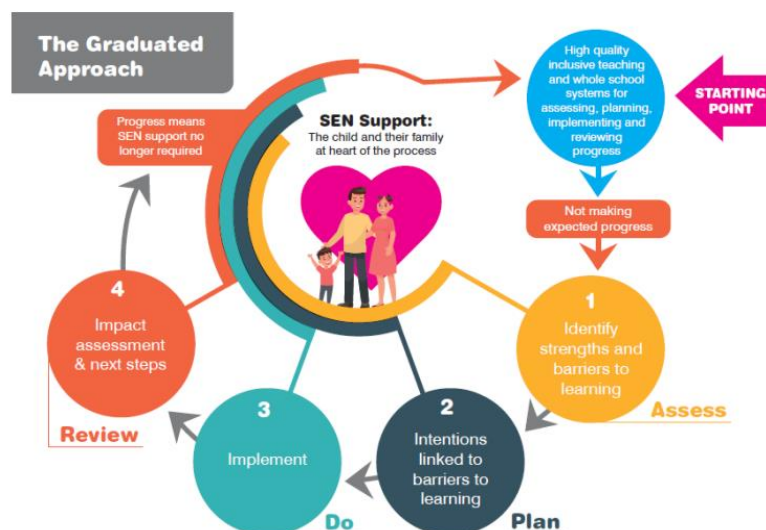 The Graduated
Approach
Progress means
SEN support no
longer required
SEN Support:
The child and their family
at heart of the process
High quality
inclusive teaching
and whole school
systems for
assessing, planning,
implementing and
reviewing
progress
STARTING
POINT
Not making
expected progress
1
Identify
strengths and
barriers to
learning
Assess
2
Intentions
linked to
barriers to
learning
Plan
3
Implement
Do
4
Impact
assessment
& next steps
Review